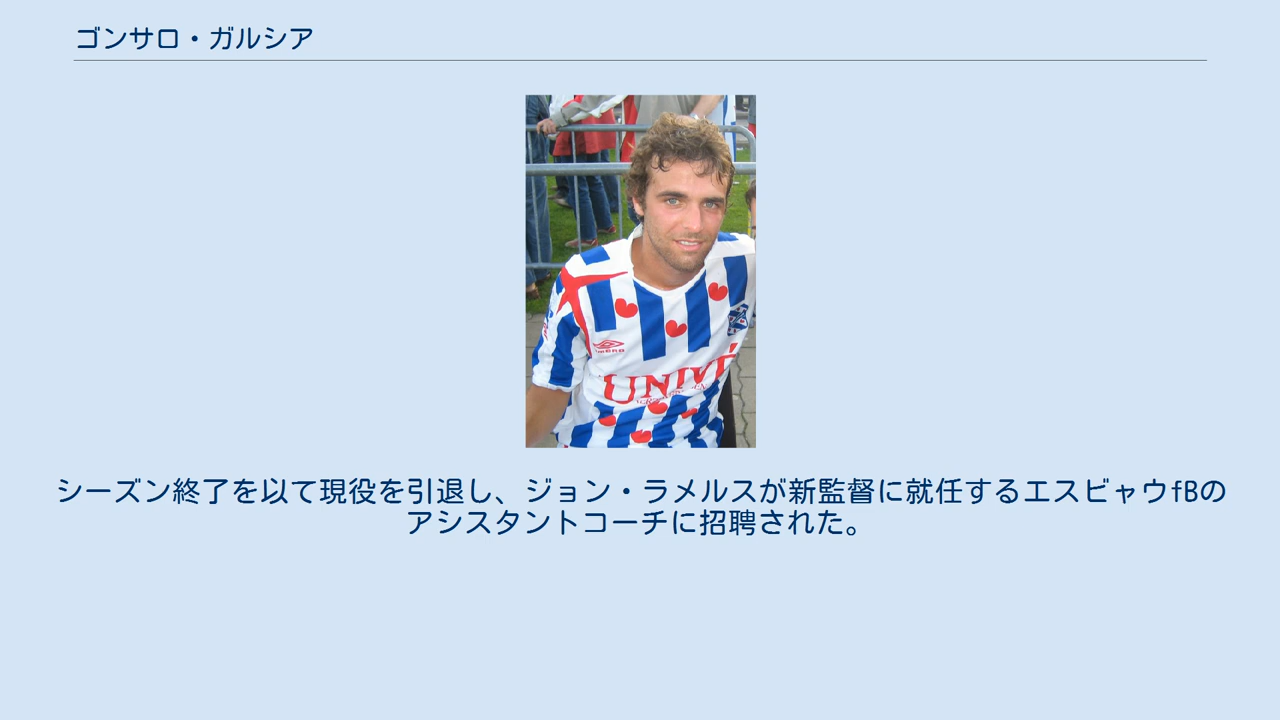 ゴンサロ・ガルシア
UMBRO
UNIVÉ
シーズン終了を以て現役を引退し、ジョン・ラメルスが新監督に就任するエスビャウfBの
アシスタントコーチに招聘された。